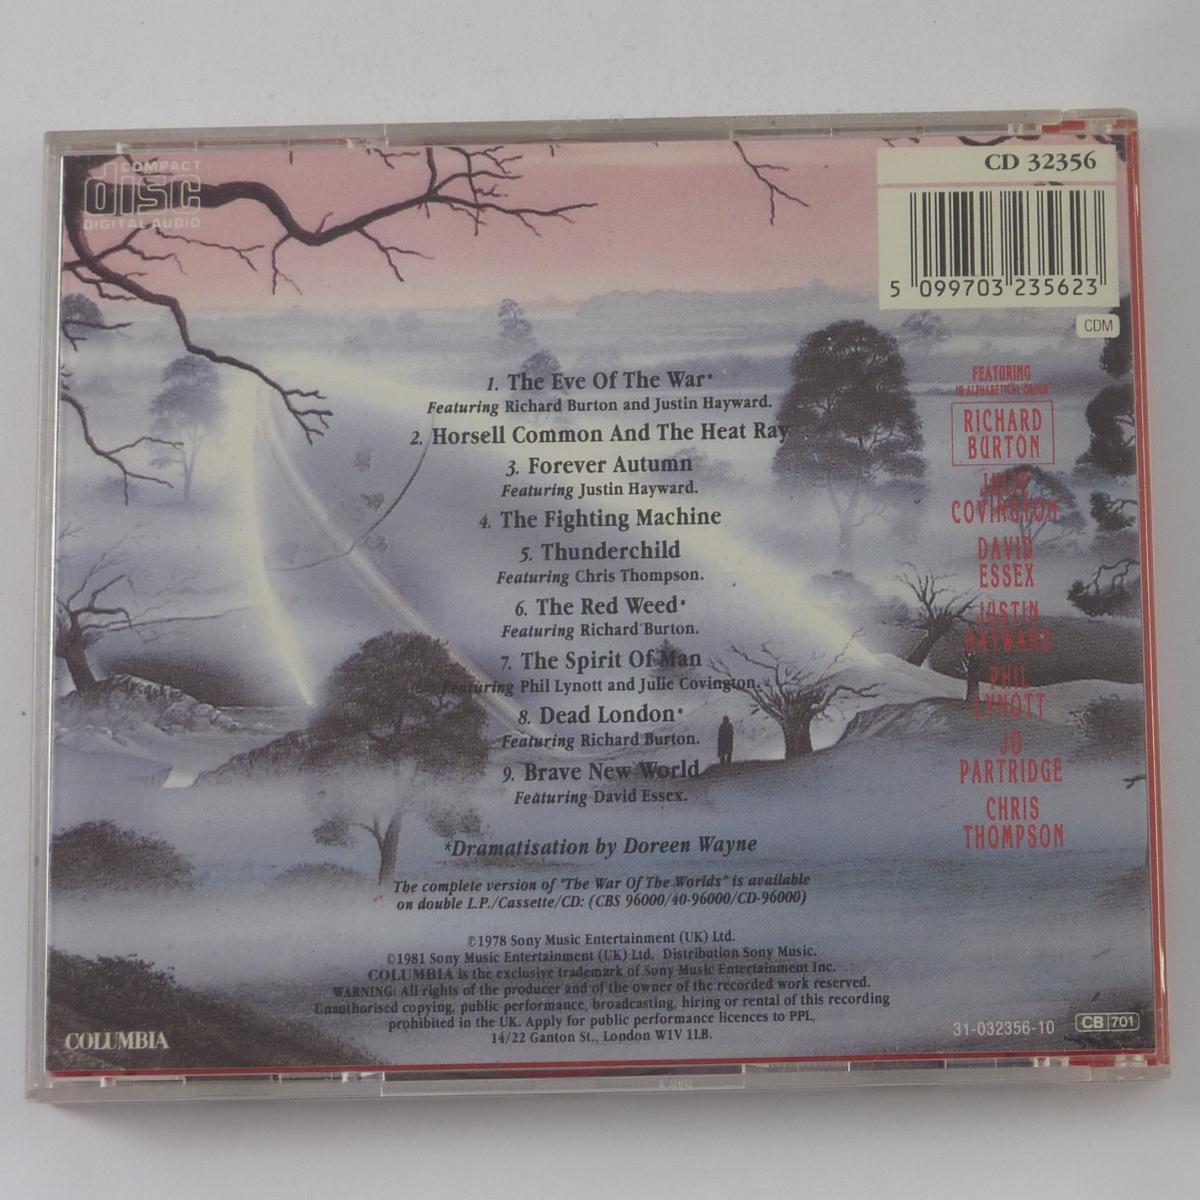 COMPACT
disc
DIGITAL AUDIO
CD 32356
5 099703 235623
CDM
1. The Eve Of The War*
Featuring Richard Burton and Justin Hayward.
2. Horsell Common And The Heat Ray
3. Forever Autumn
Featuring Justin Hayward.
4. The Fighting Machine
5. Thunderchild
Featuring Chris Thompson.
6. The Red Weed*
Featuring Richard Burton.
7. The Spirit Of Man
Featuring Phil Lynott and Julie Covington.
8. Dead London*
Featuring Richard Burton.
9. Brave New World
Featuring David Essex.
*Dramatisation by Doreen Wayne
The complete version of "The War Of The Worlds" is available
on double L.P./Cassette/CD: (CBS 96000/40-96000/CD-96000)
℗1978 Sony Music Entertainment (UK) Ltd.
©1981 Sony Music Entertainment (UK) Ltd. Distribution Sony Music.
COLUMBIA is the exclusive trademark of Sony Music Entertainment Inc.
WARNING: All rights of the producer and of the owner of the recorded work reserved.
Unauthorised copying, public performance, broadcasting, hiring or rental of this recording
prohibited in the UK. Apply for public performance licences to PPL,
14/22 Ganton St., London W1V 1LB.
FEATURING
IN ALPHABETICAL ORDER
RICHARD
BURTON
JULIE
COVINGTON
DAVID
ESSEX
JUSTIN
HAYWARD
PHIL
LYNOTT
JO
PARTRIDGE
CHRIS
THOMPSON
COLUMBIA
31-032356-10
CB 701